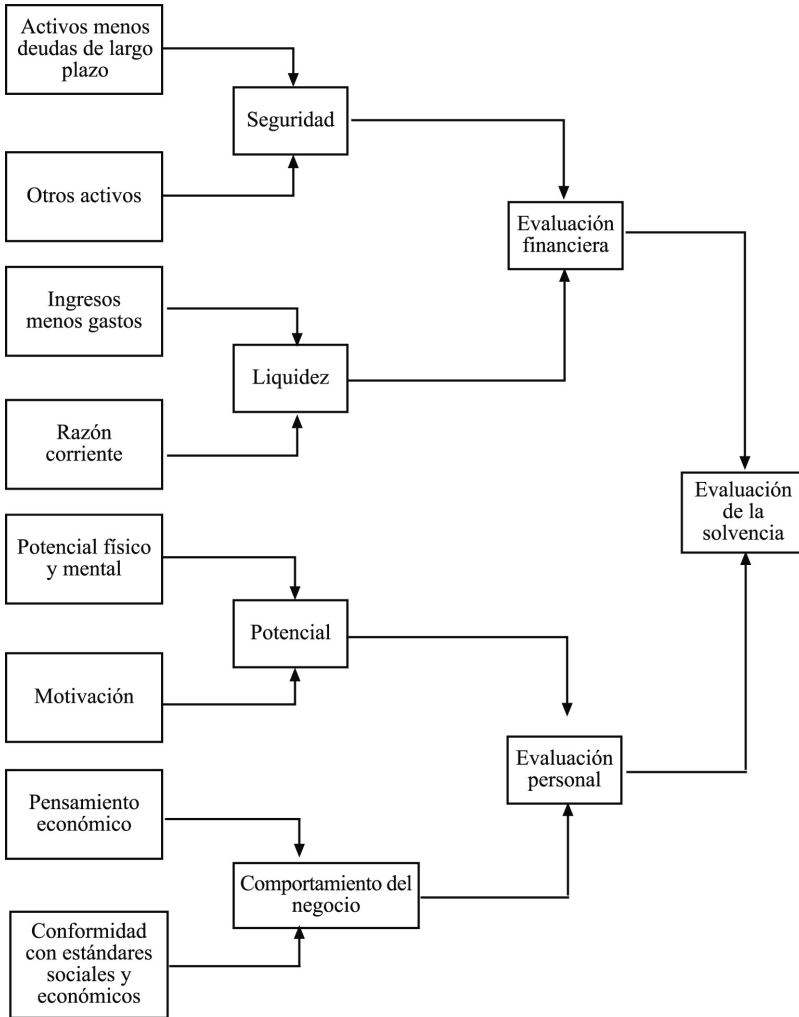 Activos menos
deudas de largo
plazo
Seguridad
Otros activos
Evaluación
financiera
Ingresos
menos gastos
Liquidez
Razón
corriente
Evaluación
de la
solvencia
Potencial físico
y mental
Potencial
Motivación
Evaluación
personal
Pensamiento
económico
Comportamiento del
negocio
Conformidad
con estándares
sociales y
económicos